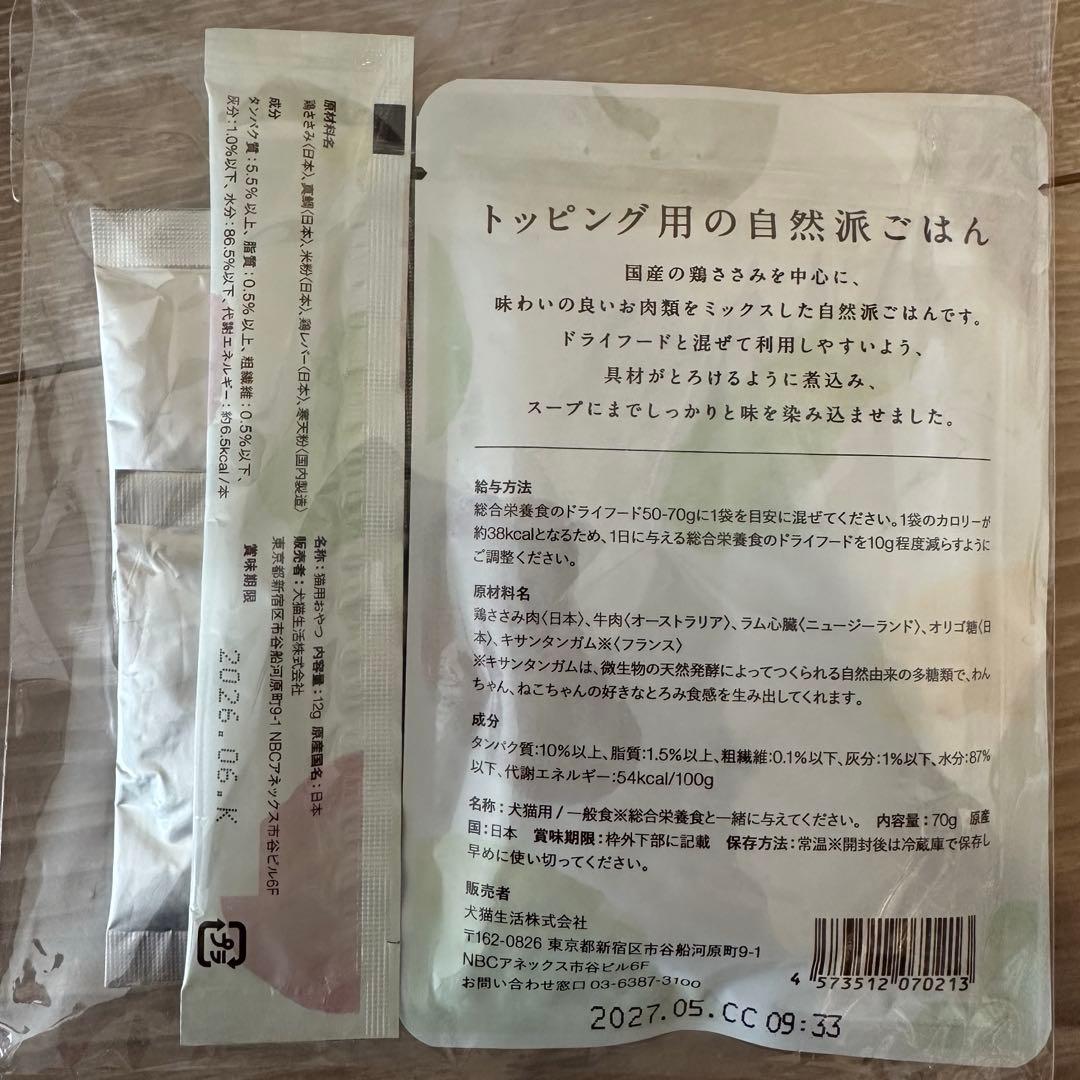 原材料名
鶏ささみ〈日本〉、真鯛〈日本〉、米粉〈日本〉、鶏レバー〈日本〉、寒天粉〈国内製造〉
成分
タンパク質：5.5%以上、脂質：0.5%以上、粗繊維：0.5%以下、
灰分：1.0%以下、水分：86.5%以下、代謝エネルギー：約6.5kcal/本
名称：猫用おやつ 内容量：12g 原産国名：日本
販売者：犬猫生活株式会社
東京都新宿区市谷船河原町9-1 NBCアネックス市谷ビル6F
賞味期限
2026.06.K
プラ
トッピング用の自然派ごはん
国産の鶏ささみを中心に、
味わいの良いお肉類をミックスした自然派ごはんです。
ドライフードと混ぜて利用しやすいよう、
具材がとろけるように煮込み、
スープにまでしっかりと味を染み込ませました。
給与方法
総合栄養食のドライフード50-70gに1袋を目安に混ぜてください。1袋のカロリーが
約38kcalとなるため、1日に与える総合栄養食のドライフードを10g程度減らすように
ご調整ください。
原材料名
鶏ささみ肉〈日本〉、牛肉〈オーストラリア〉、ラム心臓〈ニュージーランド〉、オリゴ糖〈日
本〉、キサンタンガム※〈フランス〉
※キサンタンガムは、微生物の天然発酵によってつくられる自然由来の多糖類で、わん
ちゃん、ねこちゃんの好きなとろみ食感を生み出してくれます。
成分
タンパク質：10%以上、脂質：1.5%以上、粗繊維：0.1%以下、灰分：1%以下、水分：87%
以下、代謝エネルギー：54kcal/100g
名称：犬猫用 / 一般食※総合栄養食と一緒に与えてください。 内容量：70g 原産
国：日本 賞味期限：枠外下部に記載 保存方法：常温※開封後は冷蔵庫で保存し
早めに使い切ってください。
販売者
犬猫生活株式会社
〒162-0826 東京都新宿区市谷船河原町9-1
NBCアネックス市谷ビル6F
お問い合わせ窓口 03-6387-3100
4 573512 070213
2027.05.CC 09:33